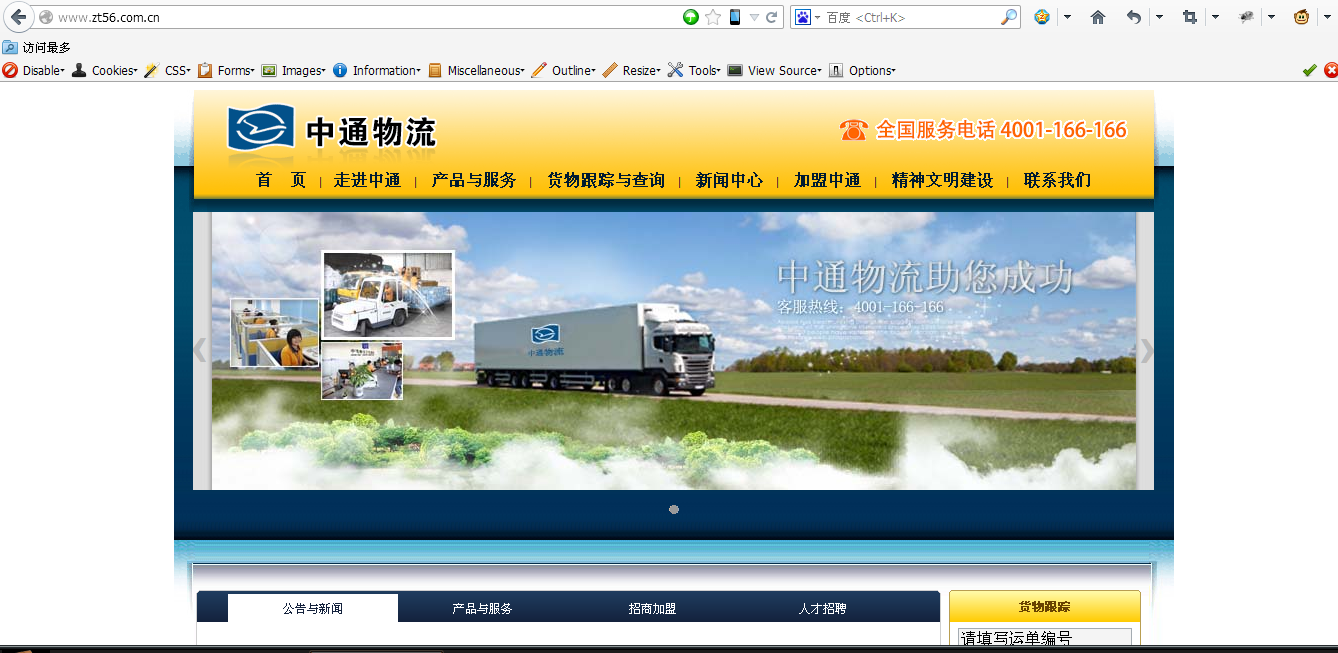 www.zt56.com.cn
百度 <Ctrl+K>
访问最多
Disable Cookies CSS Forms Images Information Miscellaneous Outline Resize Tools View Source Options
中通物流
全国服务电话 4001-166-166
首 页 | 走进中通 | 产品与服务 | 货物跟踪与查询 | 新闻中心 | 加盟中通 | 精神文明建设 | 联系我们
中通物流助您成功
客服热线：4001-166-166
中通物流
公告与新闻 产品与服务 招商加盟 人才招聘
货物跟踪
请填写运单编号